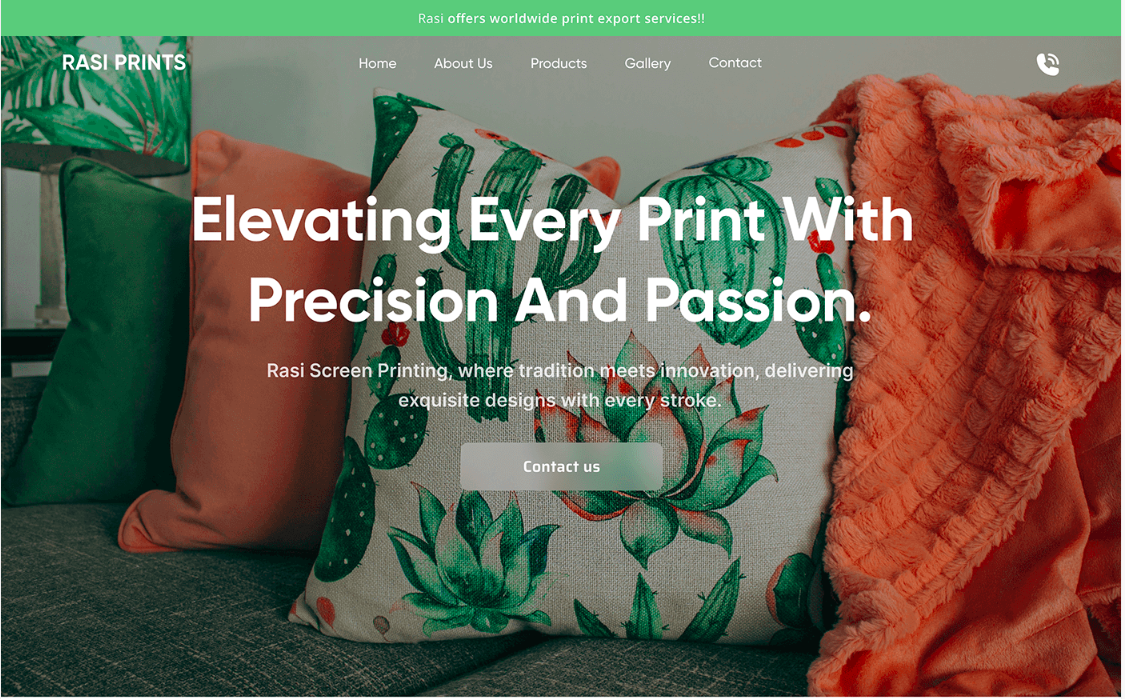 Rasi offers worldwide print export services!!
RASI PRINTS
Home
About Us
Products
Gallery
Contact
Elevating Every Print With
Precision And Passion.
Rasi Screen Printing, where tradition meets innovation, delivering
exquisite designs with every stroke.
Contact us